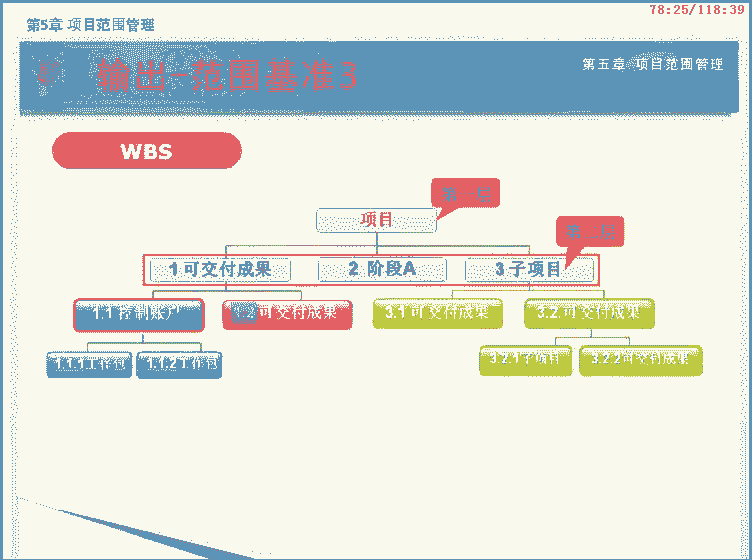 78:25/118:39
第5章 项目范围管理
输出-范围基准3
第五章 项目范围管理
WBS
项目
1 可交付成果
2 阶段A
3 子项目
1.1 控制账户
1.2 可交付成果
3.1 可交付成果
3.2 可交付成果
1.1.1工作包
1.1.2工作包
3.2.1子项目
3.2.2可交付成果